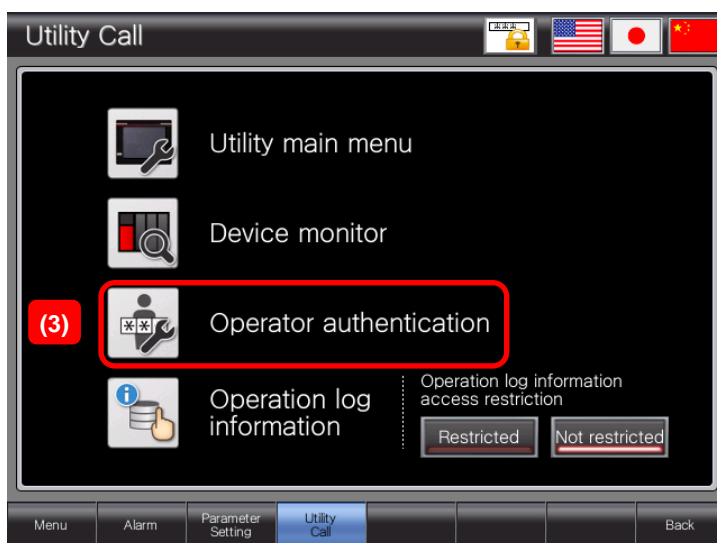 Utility Call
***
Utility main menu
Device monitor
(3)
**
Operator authentication
i
Operation log
information
Operation log information
access restriction
Restricted
Not restricted
Menu
Alarm
Parameter
Setting
Utility
Call
Back